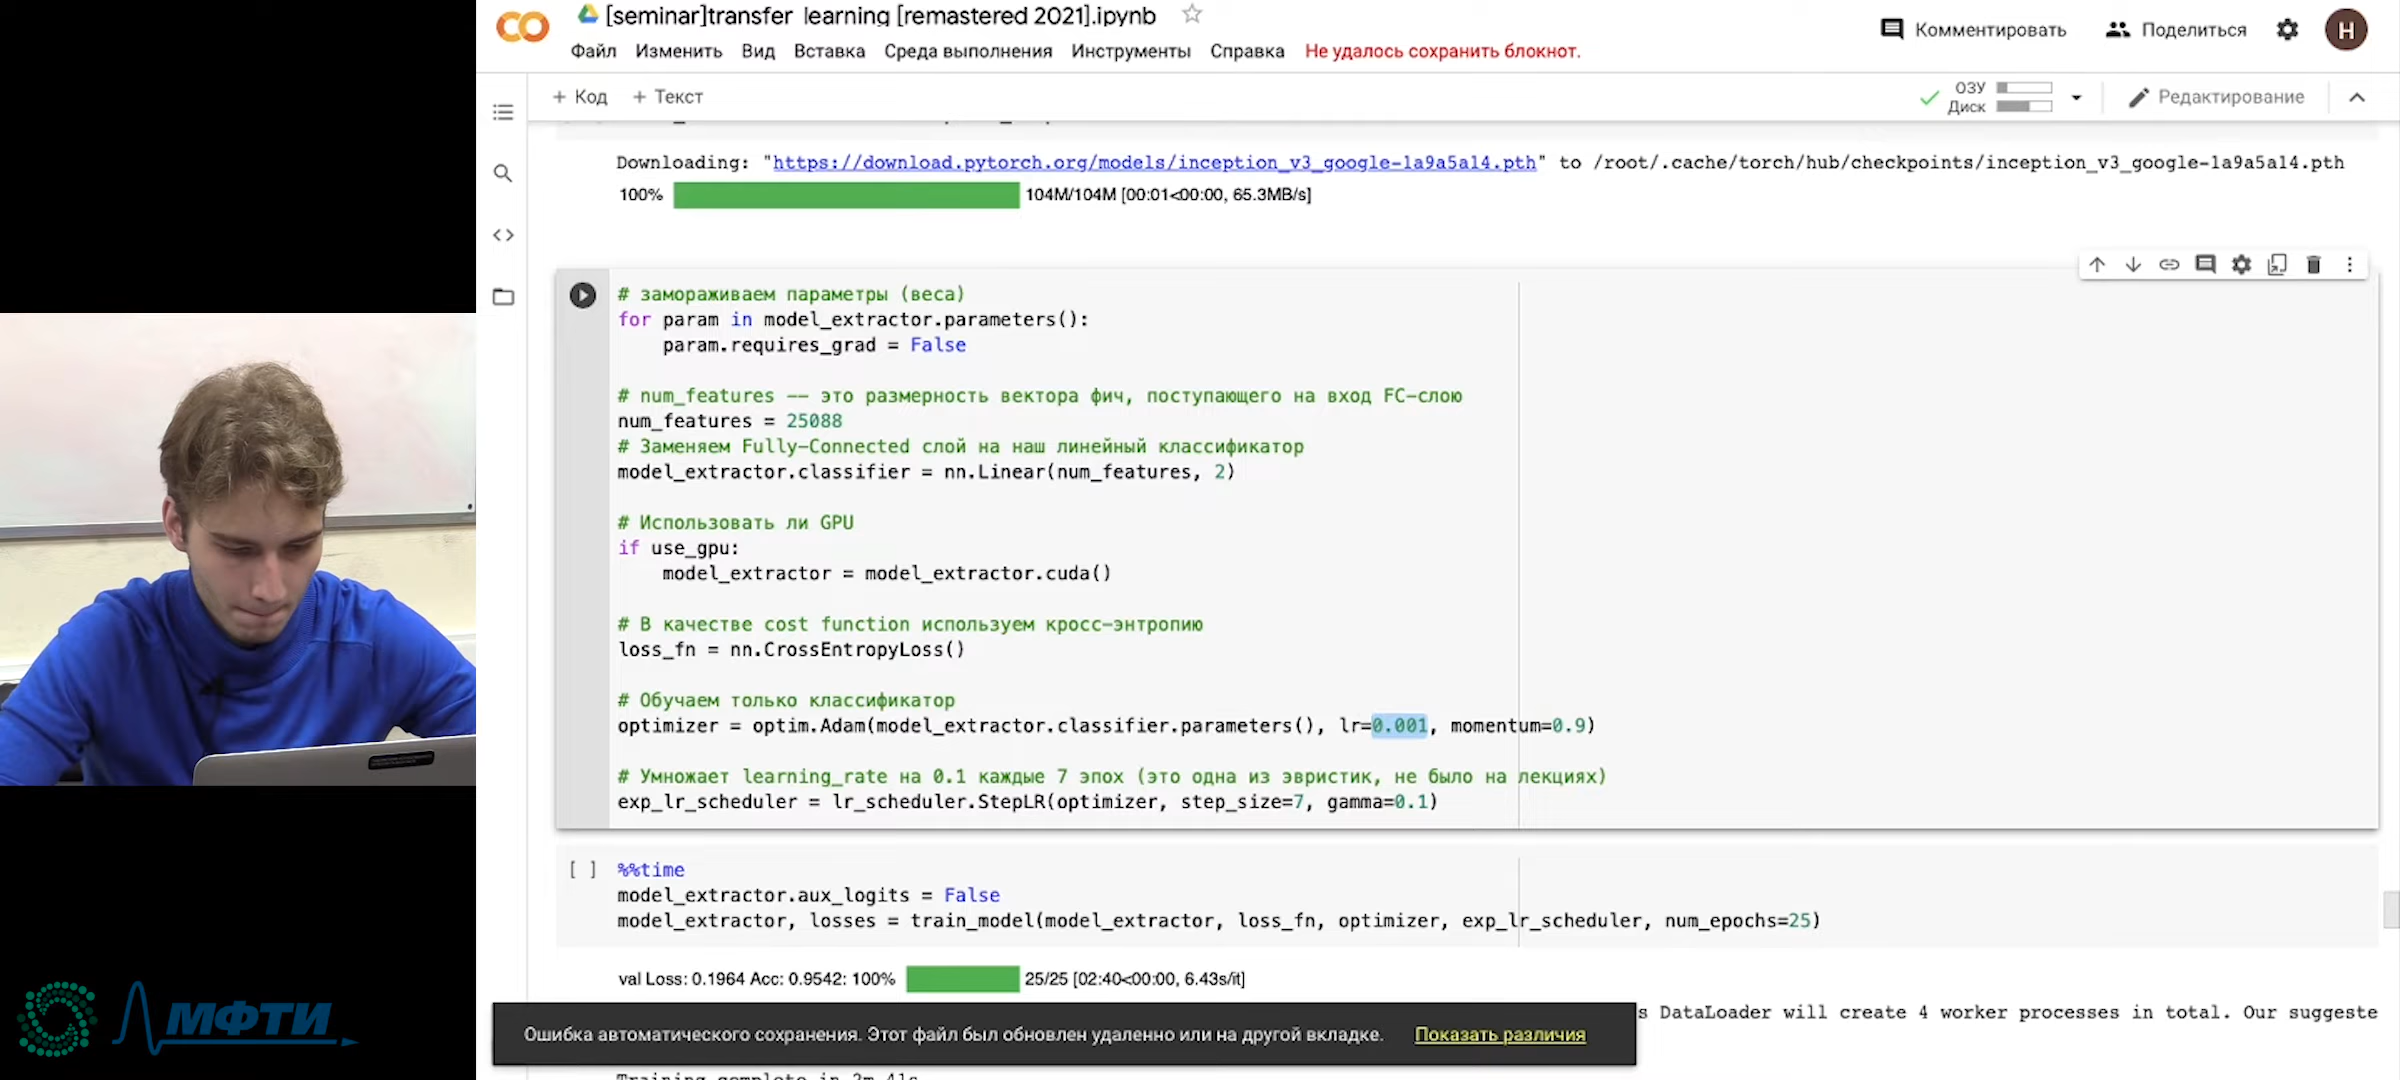 [seminar]transfer_learning [remastered 2021].ipynb
Комментировать
Поделиться
H
Файл Изменить Вид Вставка Среда выполнения Инструменты Справка Не удалось сохранить блокнот.
+ Код + Текст
ОЗУ
Диск
Редактирование
Downloading: "https://download.pytorch.org/models/inception_v3_google-1a9a5a14.pth" to /root/.cache/torch/hub/checkpoints/inception_v3_google-1a9a5a14.pth
100% 104M/104M [00:01<00:00, 65.3MB/s]
# замораживаем параметры (веса)
for param in model_extractor.parameters():
    param.requires_grad = False
# num_features -- это размерность вектора фич, поступающего на вход FC-слою
num_features = 25088
# Заменяем Fully-Connected слой на наш линейный классификатор
model_extractor.classifier = nn.Linear(num_features, 2)
# Использовать ли GPU
if use_gpu:
    model_extractor = model_extractor.cuda()
# В качестве cost function используем кросс-энтропию
loss_fn = nn.CrossEntropyLoss()
# Обучаем только классификатор
optimizer = optim.Adam(model_extractor.classifier.parameters(), lr=0.001, momentum=0.9)
# Умножает learning_rate на 0.1 каждые 7 эпох (это одна из эвристик, не было на лекциях)
exp_lr_scheduler = lr_scheduler.StepLR(optimizer, step_size=7, gamma=0.1)
[ ] %%time
model_extractor.aux_logits = False
model_extractor, losses = train_model(model_extractor, loss_fn, optimizer, exp_lr_scheduler, num_epochs=25)
val Loss: 0.1964 Acc: 0.9542: 100% 25/25 [02:40<00:00, 6.43s/it]
s DataLoader will create 4 worker processes in total. Our suggeste
Ошибка автоматического сохранения. Этот файл был обновлен удаленно или на другой вкладке. Показать различия
Training complete in 2m 41s
МФТИ